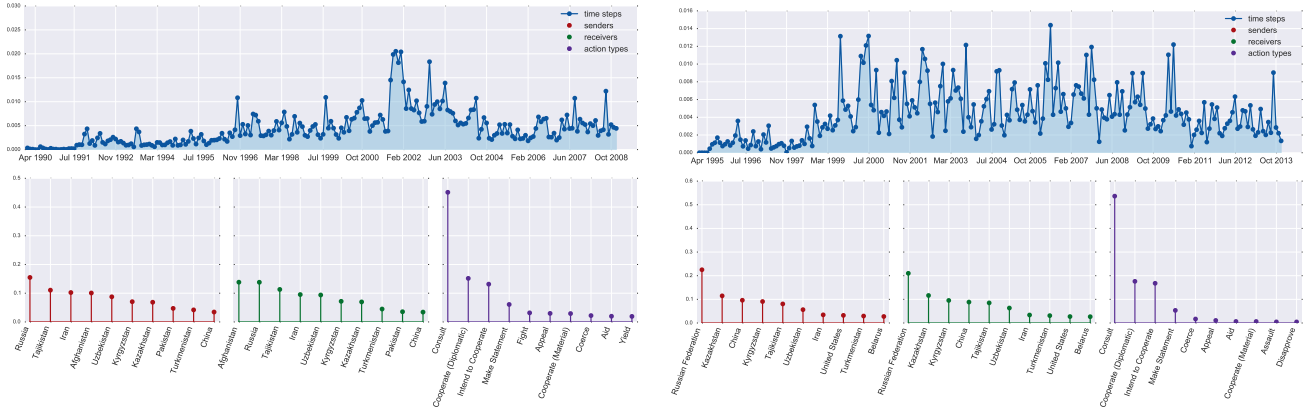 0.030
0.025
0.020
0.015
0.010
0.005
0.000
time steps
senders
receivers
action types
Apr 1990 Jul 1991 Nov 1992 Mar 1994 Jul 1995 Nov 1996 Mar 1998 Jul 1999 Oct 2000 Feb 2002 Jun 2003 Oct 2004 Feb 2006 Jun 2007 Oct 2008
0.5
0.4
0.3
0.2
0.1
0.0
Russia
Tajikistan
Iran
Afghanistan
Uzbekistan
Kyrgyzstan
Kazakhstan
Pakistan
Turkmenistan
China
Afghanistan
Russia
Tajikistan
Iran
Uzbekistan
Kyrgyzstan
Kazakhstan
Turkmenistan
Pakistan
China
Consult
Cooperate (Diplomatic)
Intend to Cooperate
Make Statement
Fight
Appeal
Cooperate (Material)
Coerce
Aid
Yield
0.016
0.014
0.012
0.010
0.008
0.006
0.004
0.002
0.000
time steps
senders
receivers
action types
Apr 1995 Jul 1996 Nov 1997 Mar 1999 Jul 2000 Nov 2001 Mar 2003 Jul 2004 Oct 2005 Feb 2007 Jun 2008 Oct 2009 Feb 2011 Jun 2012 Oct 2013
0.6
0.5
0.4
0.3
0.2
0.1
0.0
Russian Federation
Kazakhstan
China
Kyrgyzstan
Tajikistan
Uzbekistan
Iran
United States
Turkmenistan
Belarus
Russian Federation
Kazakhstan
Kyrgyzstan
China
Tajikistan
Uzbekistan
Iran
Turkmenistan
United States
Belarus
Consult
Cooperate (Diplomatic)
Intend to Cooperate
Make Statement
Coerce
Appeal
Aid
Cooperate (Material)
Assault
Disapprove